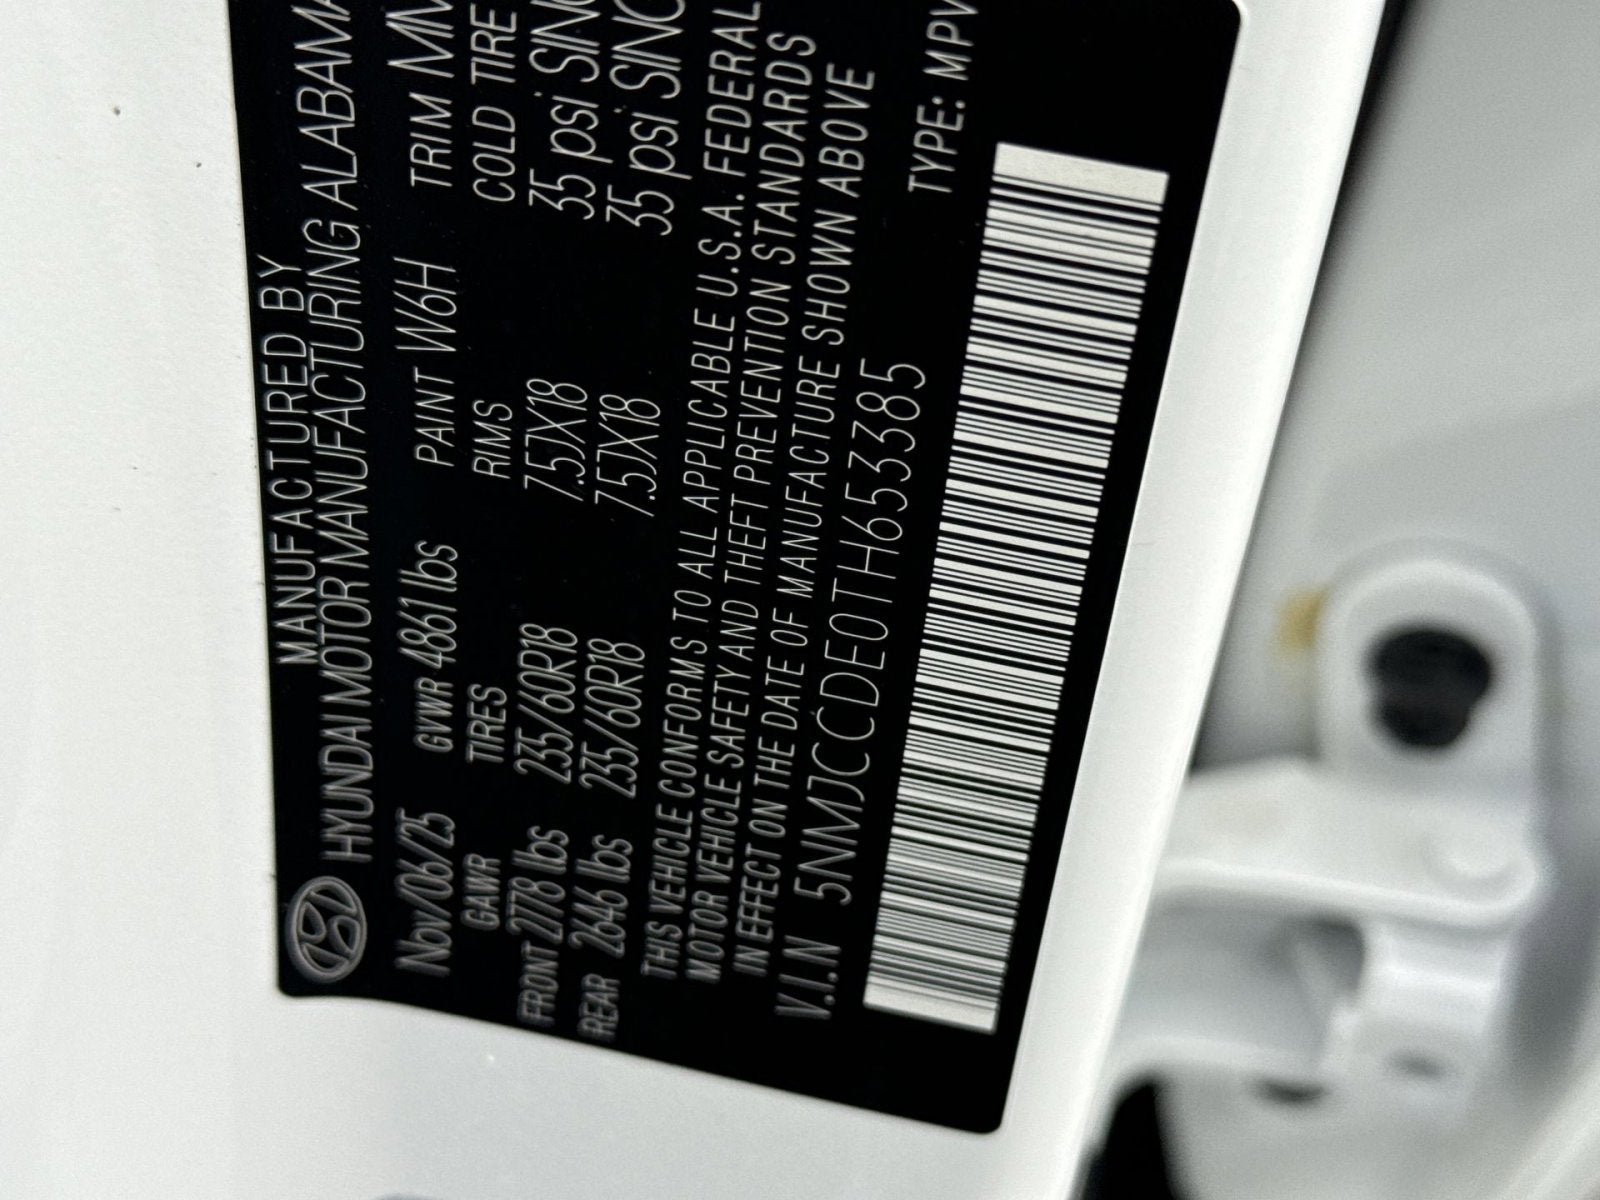 MANUFACTURED BY
HYUNDAI MOTOR MANUFACTURING ALABAMA
Nov/06/25 GVWR 4861 lbs PAINT W6H TRIM
GAWR TIRES RIMS COLD TIRE
FRONT 2778 lbs 235/60R18 7.5JX18 35 psi
REAR 2646 lbs 235/60R18 7.5JX18 35 psi
THIS VEHICLE CONFORMS TO ALL APPLICABLE U.S.A. FEDERAL
MOTOR VEHICLE SAFETY AND THEFT PREVENTION STANDARDS
IN EFFECT ON THE DATE OF MANUFACTURE SHOWN ABOVE
V.I.N 5NMJCCDE0TH653385
TYPE: MPV